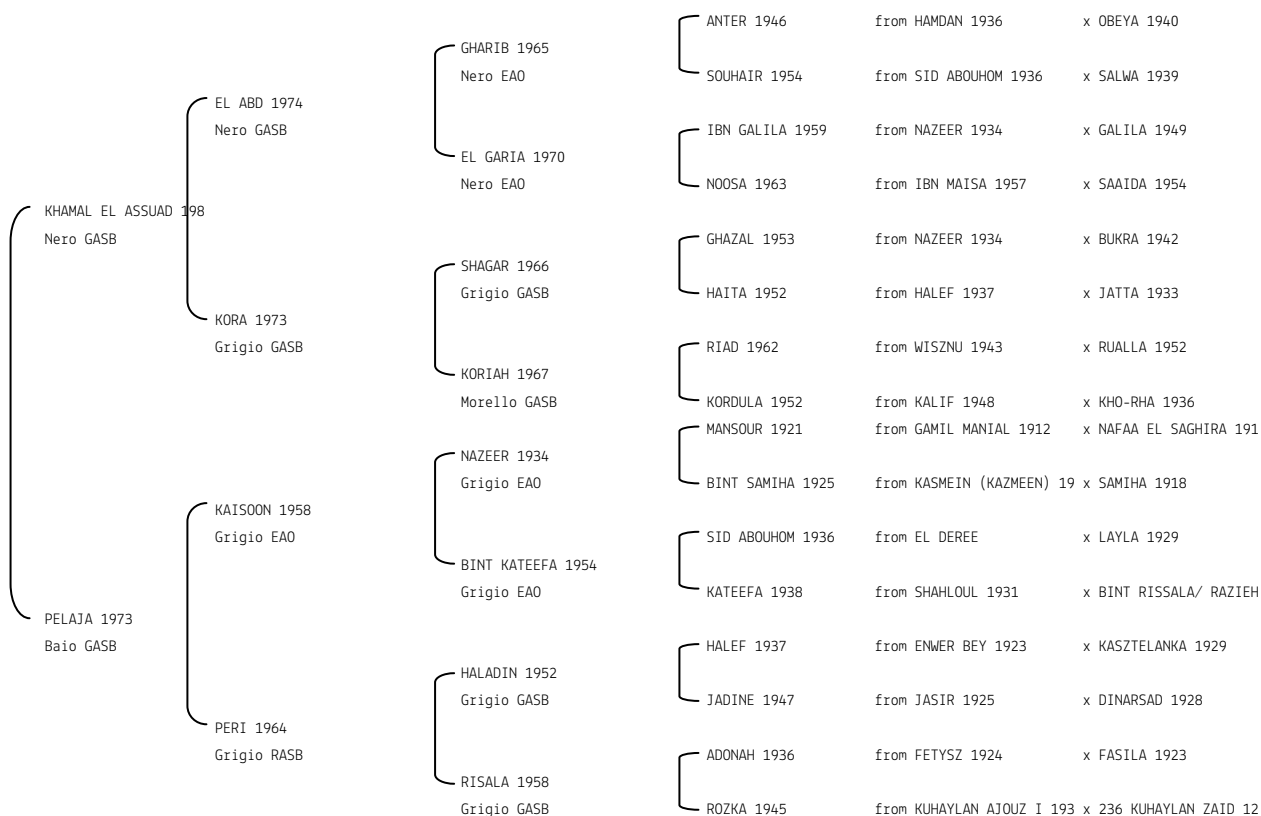 ANTER 1946 from HAMDAN 1936 x OBEYA 1940
GHARIB 1965
Nero EAO
SOUHAIR 1954 from SID ABOUHOM 1936 x SALWA 1939
EL ABD 1974
Nero GASB
IBN GALILA 1959 from NAZEER 1934 x GALILA 1949
EL GARIA 1970
Nero EAO
NOOSA 1963 from IBN MAISA 1957 x SAAIDA 1954
KHAMAL EL ASSUAD 198
Nero GASB
GHAZAL 1953 from NAZEER 1934 x BUKRA 1942
SHAGAR 1966
Grigio GASB
HAITA 1952 from HALEF 1937 x JATTA 1933
KORA 1973
Grigio GASB
RIAD 1962 from WISZNU 1943 x RUALLA 1952
KORIAH 1967
Morello GASB
KORDULA 1952 from KALIF 1948 x KHO-RHA 1936
MANSOUR 1921 from GAMIL MANIAL 1912 x NAFAA EL SAGHIRA 191
NAZEER 1934
Grigio EAO
BINT SAMIHA 1925 from KASMEIN (KAZMEEN) 19 x SAMIHA 1918
KAISOON 1958
Grigio EAO
SID ABOUHOM 1936 from EL DEREE x LAYLA 1929
BINT KATEEFA 1954
Grigio EAO
KATEEFA 1938 from SHAHLOUL 1931 x BINT RISSALA/ RAZIEH
PELAJA 1973
Baio GASB
HALEF 1937 from ENWER BEY 1923 x KASZTELANKA 1929
HALADIN 1952
Grigio GASB
JADINE 1947 from JASIR 1925 x DINARSAD 1928
PERI 1964
Grigio RASB
ADONAH 1936 from FETYSZ 1924 x FASILA 1923
RISALA 1958
Grigio GASB
ROZKA 1945 from KUHAYLAN AJOUZ I 193 x 236 KUHAYLAN ZAID 12